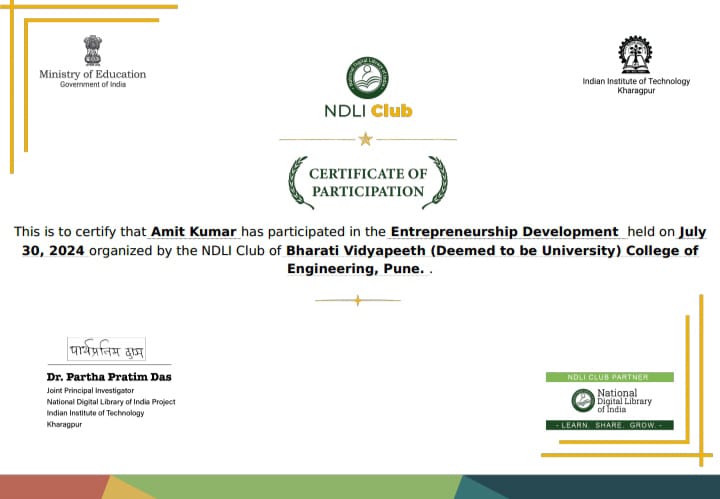 Ministry of Education
Government of India
National Digital Library of India
NDLI Club
Indian Institute of Technology
Kharagpur
CERTIFICATE OF
PARTICIPATION
This is to certify that Amit Kumar has participated in the Entrepreneurship Development held on July
30, 2024 organized by the NDLI Club of Bharati Vidyapeeth (Deemed to be University) College of
Engineering, Pune. .
पार्थप्रतिम दास
Dr. Partha Pratim Das
Joint Principal Investigator
National Digital Library of India Project
Indian Institute of Technology
Kharagpur
NDLI CLUB PARTNER
National
Digital Library
of India
- LEARN. SHARE. GROW. -